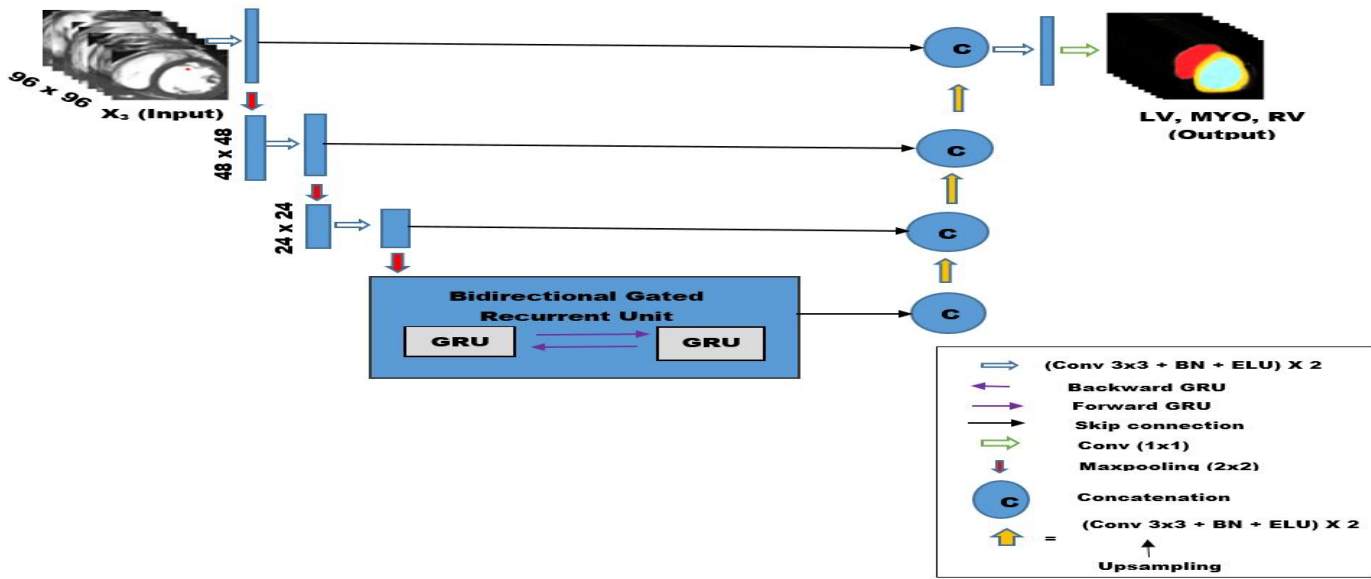 96 x 96
X₃ (Input)
C
LV, MYO, RV
(Output)
48 x 48
C
24 x 24
C
Bidirectional Gated
Recurrent Unit
GRU
GRU
C
(Conv 3x3 + BN + ELU) X 2
Backward GRU
Forward GRU
Skip connection
Conv (1x1)
Maxpooling (2x2)
C
Concatenation
(Conv 3x3 + BN + ELU) X 2
=
Upsampling